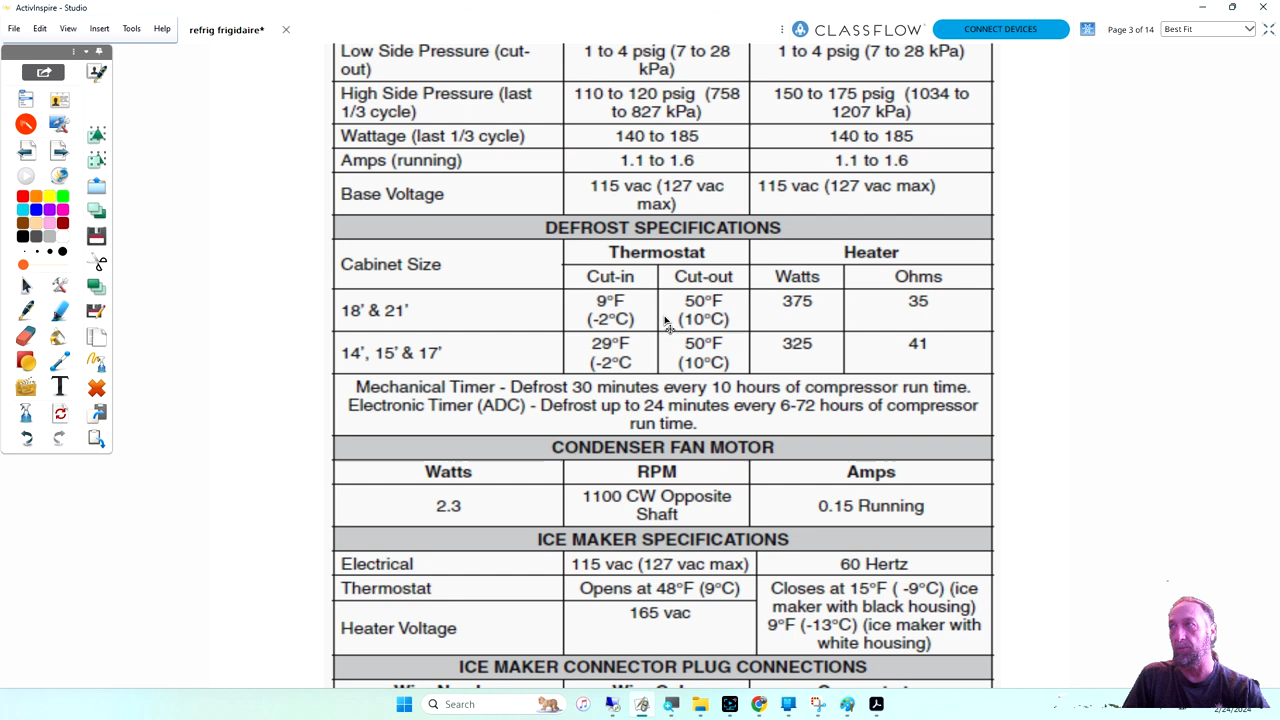 ActivInspire - Studio
File Edit View Insert Tools Help
refrig frigidaire*
CLASSFLOW
CONNECT DEVICES
Page 3 of 14
Best Fit
Low Side Pressure (cut-
out)
1 to 4 psig (7 to 28
kPa)
1 to 4 psig (7 to 28 kPa)
High Side Pressure (last
1/3 cycle)
110 to 120 psig (758
to 827 kPa)
150 to 175 psig (1034 to
1207 kPa)
Wattage (last 1/3 cycle)
140 to 185
140 to 185
Amps (running)
1.1 to 1.6
1.1 to 1.6
Base Voltage
115 vac (127 vac
max)
115 vac (127 vac max)
DEFROST SPECIFICATIONS
Cabinet Size
Thermostat
Heater
Cut-in
Cut-out
Watts
Ohms
18' & 21'
9°F
(-2°C)
50°F
(10°C)
375
35
14', 15' & 17'
29°F
(-2°C
50°F
(10°C)
325
41
Mechanical Timer - Defrost 30 minutes every 10 hours of compressor run time.
Electronic Timer (ADC) - Defrost up to 24 minutes every 6-72 hours of compressor
run time.
CONDENSER FAN MOTOR
Watts
RPM
Amps
2.3
1100 CW Opposite
Shaft
0.15 Running
ICE MAKER SPECIFICATIONS
Electrical
115 vac (127 vac max)
60 Hertz
Thermostat
Opens at 48°F (9°C)
Closes at 15°F ( -9°C) (ice
maker with black housing)
9°F (-13°C) (ice maker with
white housing)
Heater Voltage
165 vac
ICE MAKER CONNECTOR PLUG CONNECTIONS
Search
2/24/2024